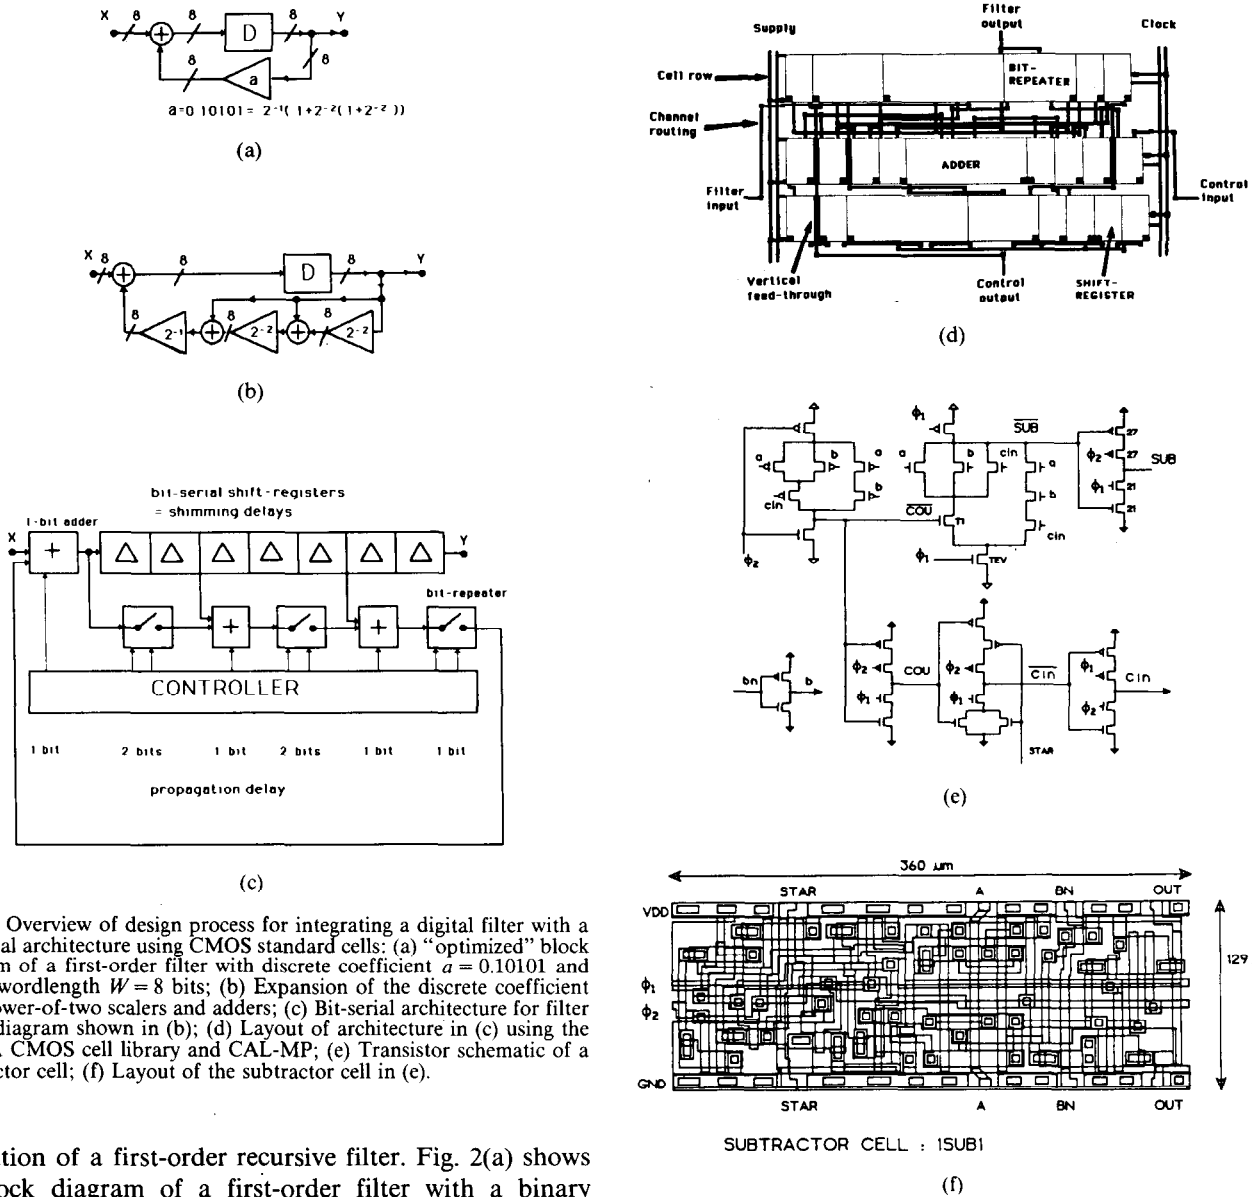 X 8 8 D 8 Y
8
8 a
a=0 10101 = 2⁻¹( 1+2⁻²( 1+2⁻² ))
(a)
X 8 8 D 8 Y
8 2⁻¹ 8 2⁻² 8 2⁻²
(b)
bit-serial shift-registers
= shimming delays
1-bit adder
X + Δ Δ Δ Δ Δ Δ Δ Y
bit-repeater
+ +
CONTROLLER
1 bit 2 bits 1 bit 2 bits 1 bit 1 bit
propagation delay
(c)
Overview of design process for integrating a digital filter with a
al architecture using CMOS standard cells: (a) “optimized” block
m of a first-order filter with discrete coefficient a = 0.10101 and
wordlength W = 8 bits; (b) Expansion of the discrete coefficient
ower-of-two scalers and adders; (c) Bit-serial architecture for filter
diagram shown in (b); (d) Layout of architecture in (c) using the
CMOS cell library and CAL-MP; (e) Transistor schematic of a
ctor cell; (f) Layout of the subtractor cell in (e).
tion of a first-order recursive filter. Fig. 2(a) shows
ock diagram of a first-order filter with a binary
Supply
Filter
output
Clock
Cell row
BIT-
REPEATER
Channel
routing
ADDER
Filter
input
Control
input
Vertical
feed-through
Control
output
SHIFT-
REGISTER
(d)
ϕ₁ SUB
a b a a b cin a
27
ϕ₂ 27 SUB
cin b b
ϕ₁ 21
21
COU T1
cin
ϕ₂ ϕ₁ TEV
bn b
ϕ₂ COU ϕ₂ Cin ϕ₁ Cin
ϕ₁ ϕ₁ ϕ₂
STAR
(e)
360 µm
STAR A BN OUT
VDD
129
ϕ₁
ϕ₂
GND
STAR A BN OUT
SUBTRACTOR CELL : 1SUB1
(f)